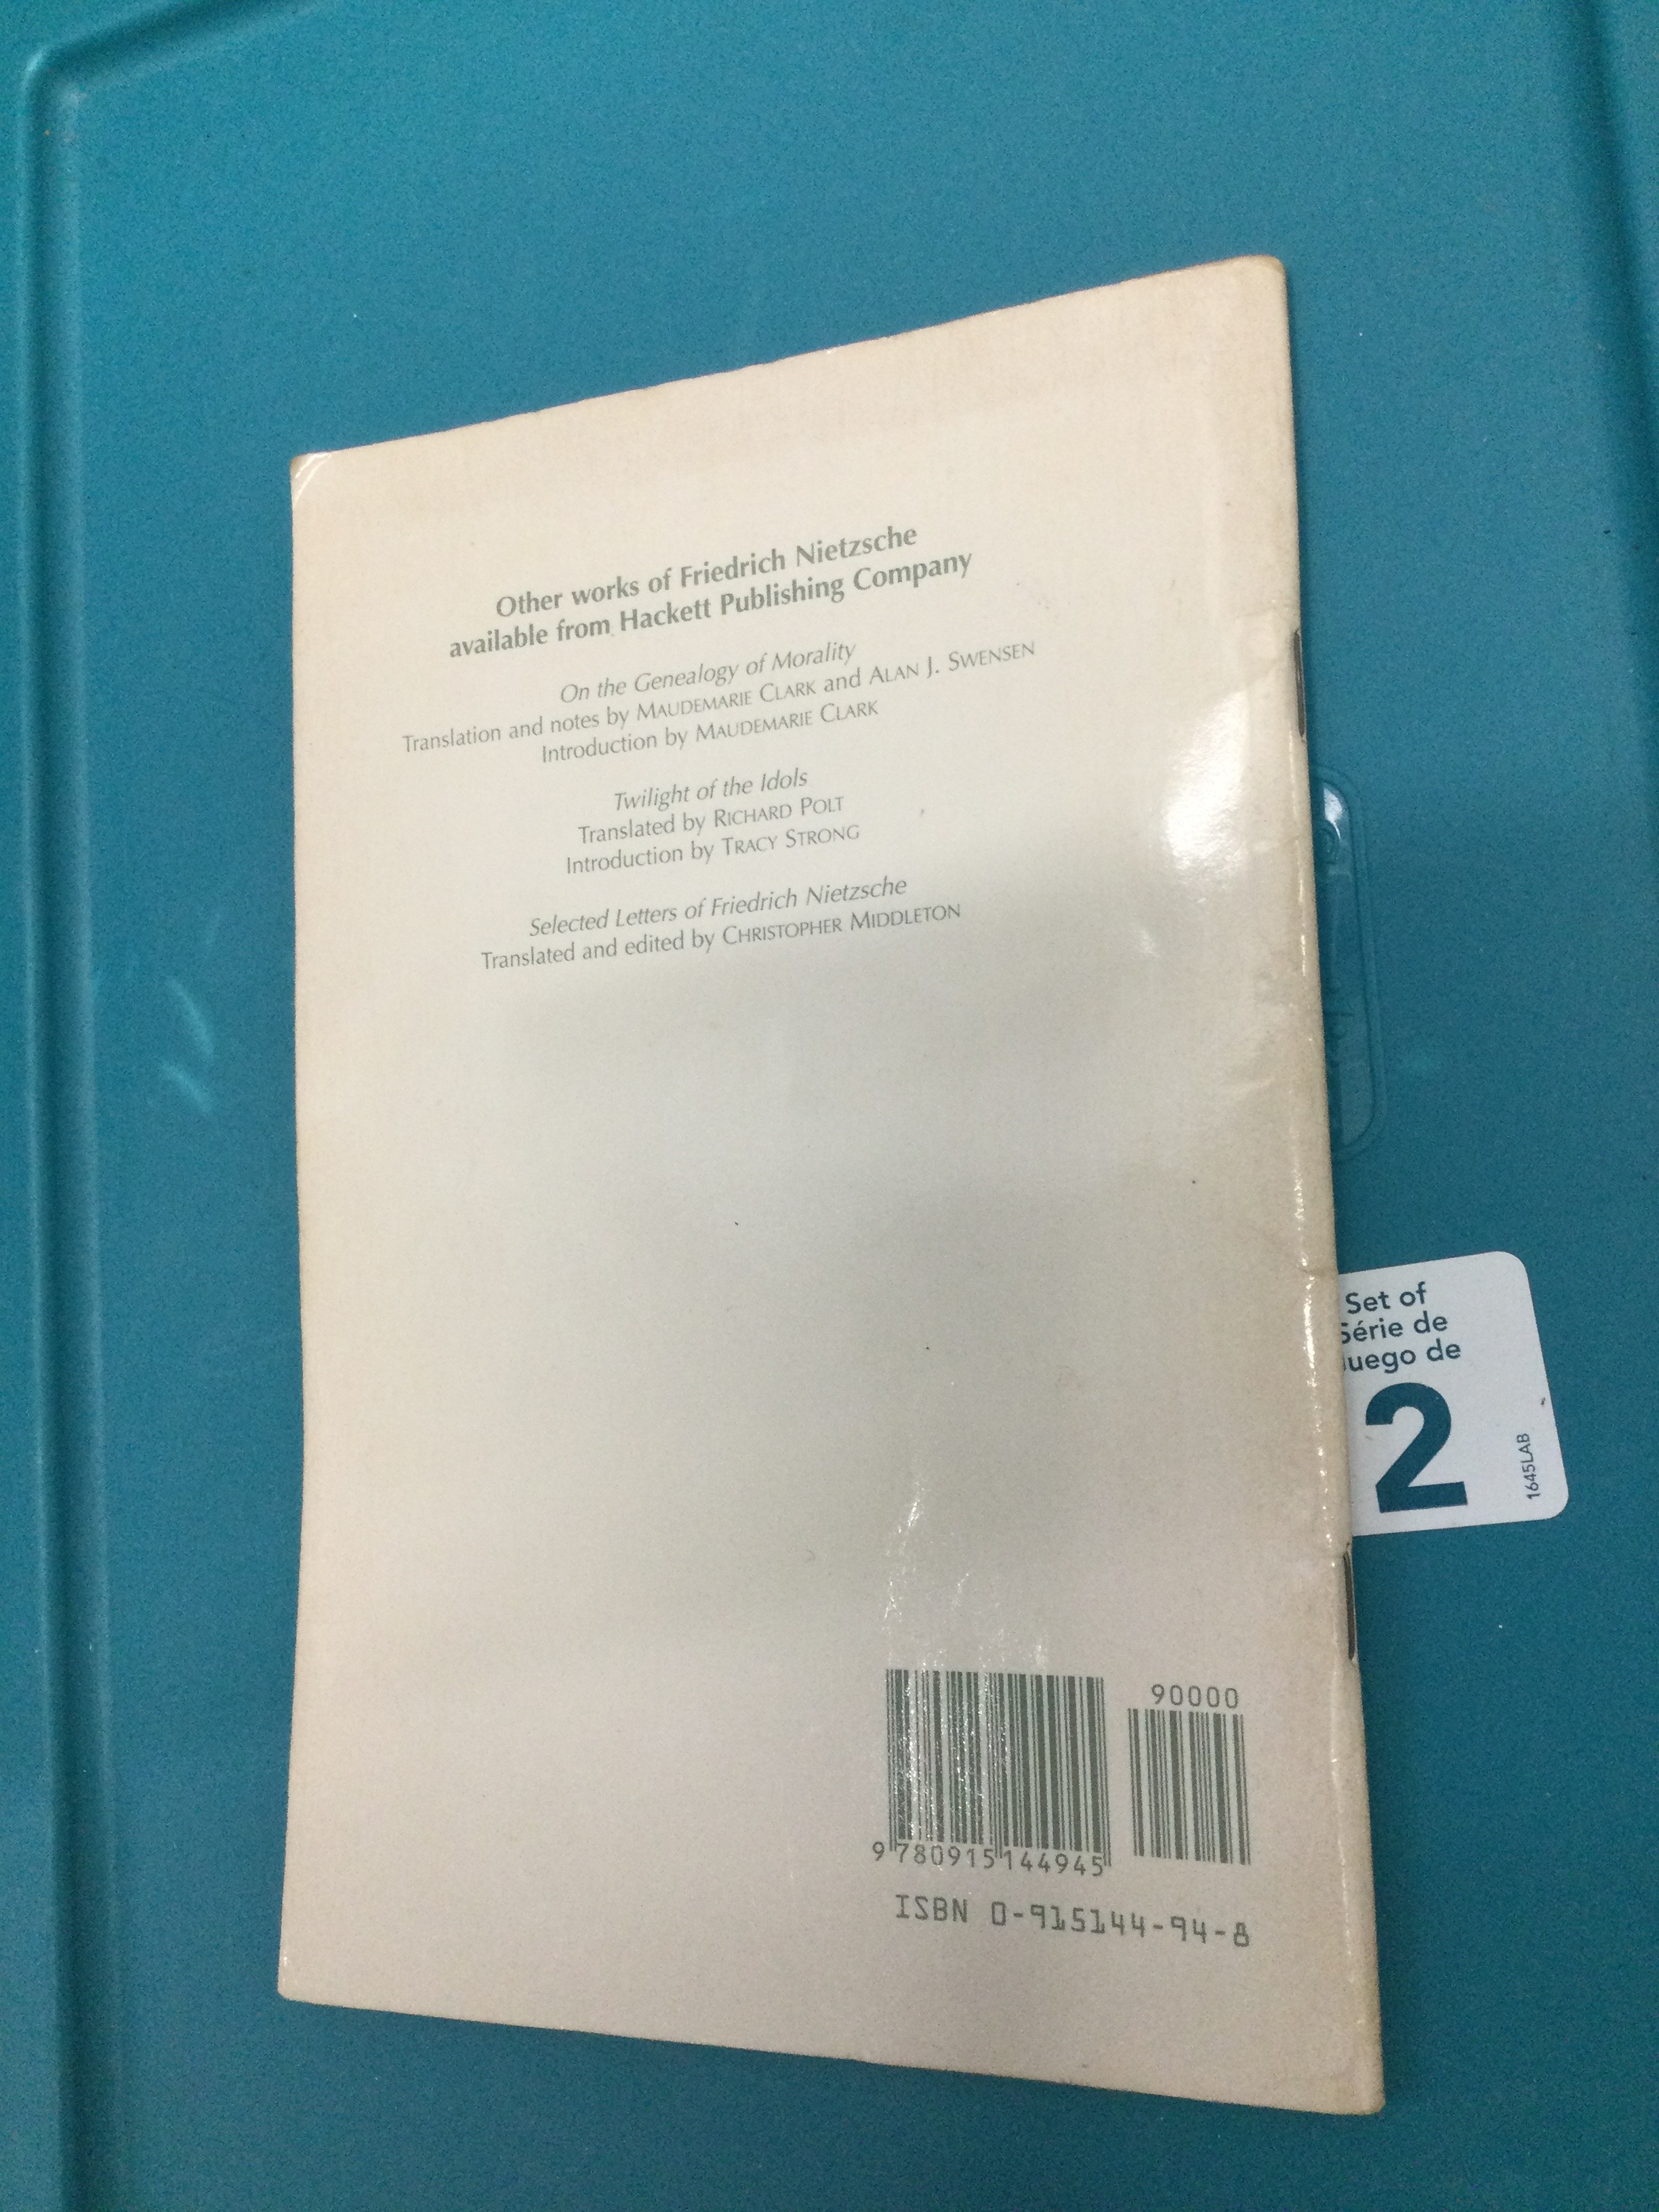 Other works of Friedrich Nietzsche
available from Hackett Publishing Company
On the Genealogy of Morality
Translation and notes by MAUDEMARIE CLARK and ALAN J. SWENSEN
Introduction by MAUDEMARIE CLARK
Twilight of the Idols
Translated by RICHARD POLT
Introduction by TRACY STRONG
Selected Letters of Friedrich Nietzsche
Translated and edited by CHRISTOPHER MIDDLETON
Set of
Série de
Juego de
2
1645LAB
90000
9 780915 144945
ISBN 0-915144-94-8